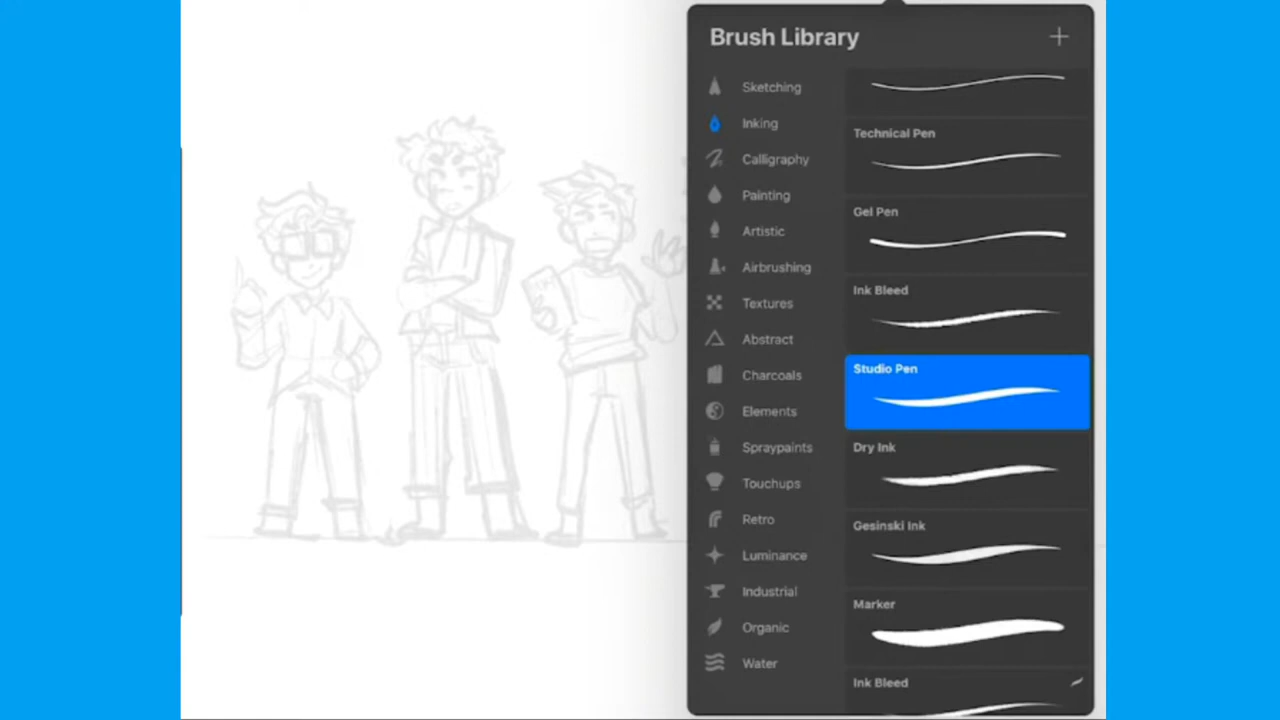 Brush Library
Sketching
Inking
Calligraphy
Painting
Artistic
Airbrushing
Textures
Abstract
Charcoals
Elements
Spraypaints
Touchups
Retro
Luminance
Industrial
Organic
Water
Technical Pen
Gel Pen
Ink Bleed
Studio Pen
Dry Ink
Gesinski Ink
Marker
Ink Bleed